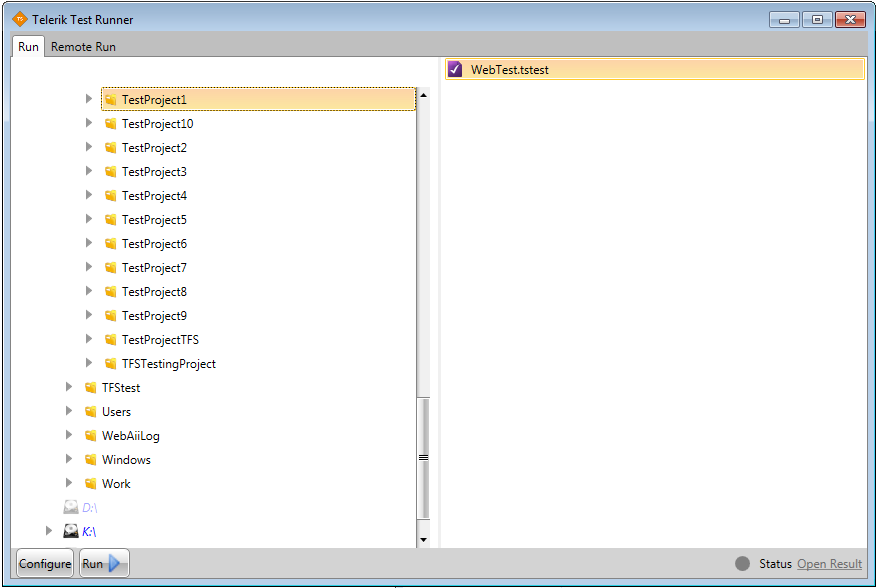 TS Telerik Test Runner
Run Remote Run
TestProject1
TestProject10
TestProject2
TestProject3
TestProject4
TestProject5
TestProject6
TestProject7
TestProject8
TestProject9
TestProjectTFS
TFSTestingProject
TFStest
Users
WebAiiLog
Windows
Work
D:\
K:\
WebTest.tstest
Configure Run Status Open Result